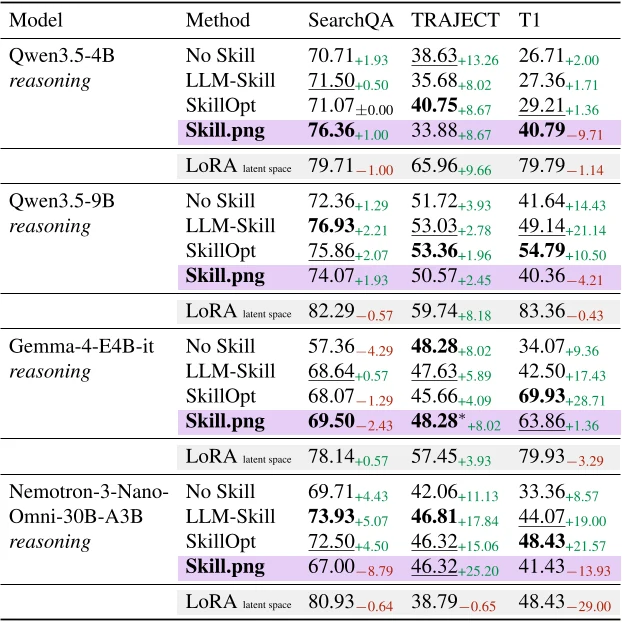 Model Method SearchQA TRAJECT T1
Qwen3.5-4B No Skill 70.71+1.93 38.63+13.26 26.71+2.00
reasoning LLM-Skill 71.50+0.50 35.68+8.02 27.36+1.71
SkillOpt 71.07±0.00 40.75+8.67 29.21+1.36
Skill.png 76.36+1.00 33.88+8.67 40.79−9.71
LoRA latent space 79.71−1.00 65.96+9.66 79.79−1.14
Qwen3.5-9B No Skill 72.36+1.29 51.72+3.93 41.64+14.43
reasoning LLM-Skill 76.93+2.21 53.03+2.78 49.14+21.14
SkillOpt 75.86+2.07 53.36+1.96 54.79+10.50
Skill.png 74.07+1.93 50.57+2.45 40.36−4.21
LoRA latent space 82.29−0.57 59.74+8.18 83.36−0.43
Gemma-4-E4B-it No Skill 57.36−4.29 48.28+8.02 34.07+9.36
reasoning LLM-Skill 68.64+0.57 47.63+5.89 42.50+17.43
SkillOpt 68.07−1.29 45.66+4.09 69.93+28.71
Skill.png 69.50−2.43 48.28*+8.02 63.86+1.36
LoRA latent space 78.14+0.57 57.45+3.93 79.93−3.29
Nemotron-3-Nano- No Skill 69.71+4.43 42.06+11.13 33.36+8.57
Omni-30B-A3B LLM-Skill 73.93+5.07 46.81+17.84 44.07+19.00
reasoning SkillOpt 72.50+4.50 46.32+15.06 48.43+21.57
Skill.png 67.00−8.79 46.32+25.20 41.43−13.93
LoRA latent space 80.93−0.64 38.79−0.65 48.43−29.00